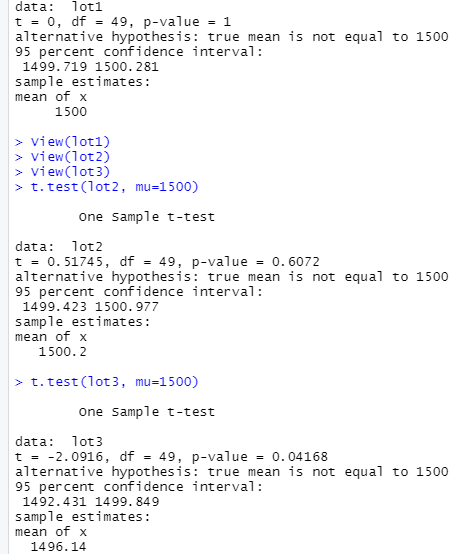 data:  lot1
t = 0, df = 49, p-value = 1
alternative hypothesis: true mean is not equal to 1500
95 percent confidence interval:
 1499.719 1500.281
sample estimates:
mean of x
     1500
> View(lot1)
> View(lot2)
> View(lot3)
> t.test(lot2, mu=1500)
        One Sample t-test
data:  lot2
t = 0.51745, df = 49, p-value = 0.6072
alternative hypothesis: true mean is not equal to 1500
95 percent confidence interval:
 1499.423 1500.977
sample estimates:
mean of x
   1500.2
> t.test(lot3, mu=1500)
        One Sample t-test
data:  lot3
t = -2.0916, df = 49, p-value = 0.04168
alternative hypothesis: true mean is not equal to 1500
95 percent confidence interval:
 1492.431 1499.849
sample estimates:
mean of x
  1496.14